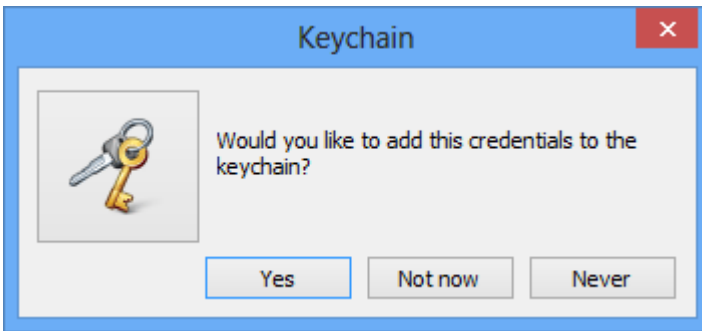 Keychain
Would you like to add this credentials to the
keychain?
Yes
Not now
Never